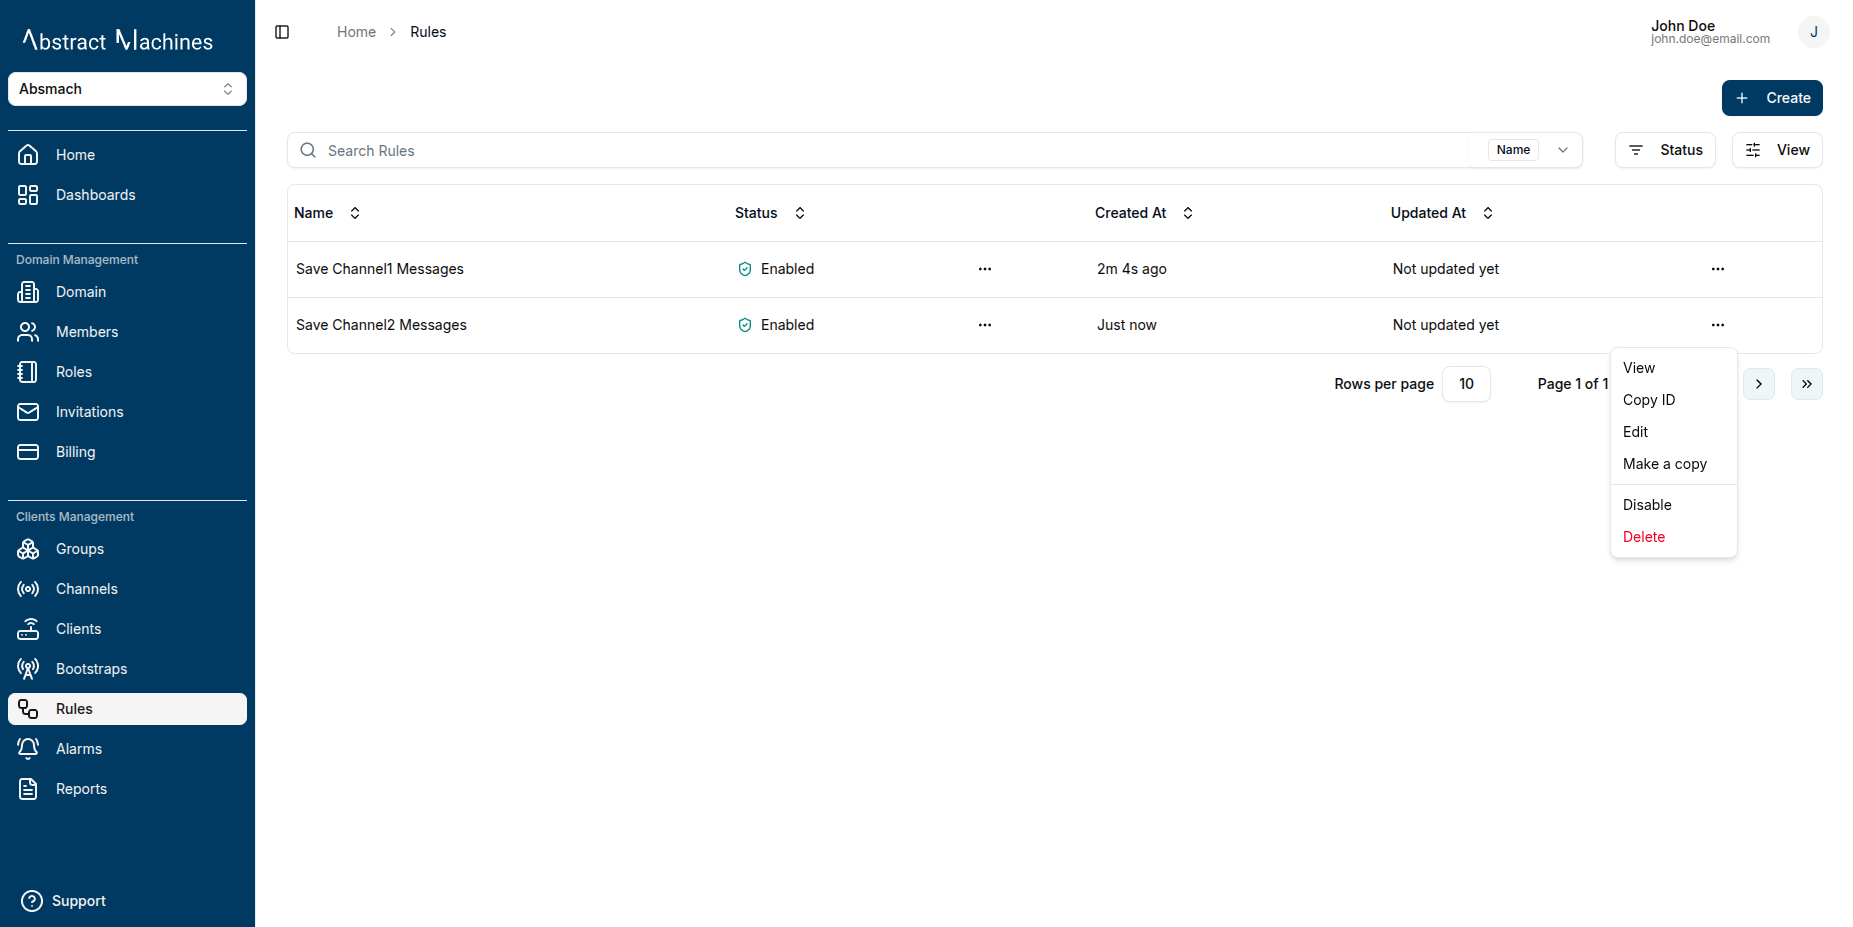 Abstract Machines
Absmach
Home
Dashboards
Domain Management
Domain
Members
Roles
Invitations
Billing
Clients Management
Groups
Channels
Clients
Bootstraps
Rules
Alarms
Reports
Support
Home > Rules
John Doe
john.doe@email.com
J
+ Create
Search Rules Name
Status
View
Name Status Created At Updated At
Save Channel1 Messages Enabled ... 2m 4s ago Not updated yet ...
Save Channel2 Messages Enabled ... Just now Not updated yet ...
Rows per page 10 Page 1 of 1
View
Copy ID
Edit
Make a copy
Disable
Delete